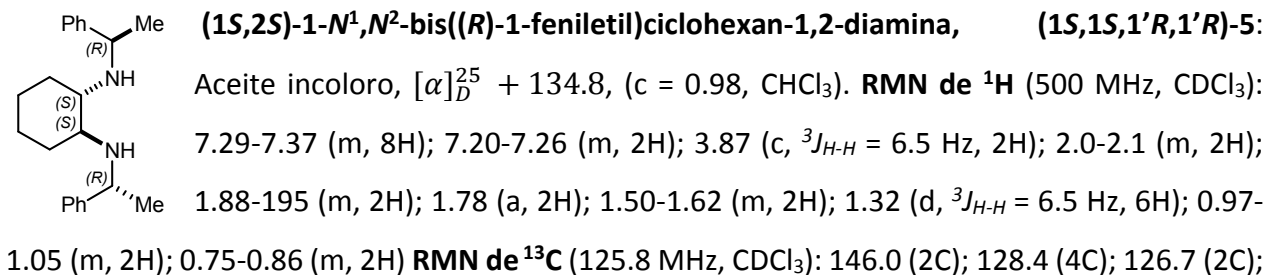 (1S,2S)-1-N¹,N²-bis((R)-1-feniletil)ciclohexan-1,2-diamina, (1S,1S,1'R,1'R)-5:
Aceite incoloro, [α]_D^25 + 134.8, (c = 0.98, CHCl₃). RMN de ¹H (500 MHz, CDCl₃):
7.29-7.37 (m, 8H); 7.20-7.26 (m, 2H); 3.87 (c, ³J_H-H = 6.5 Hz, 2H); 2.0-2.1 (m, 2H);
1.88-195 (m, 2H); 1.78 (a, 2H); 1.50-1.62 (m, 2H); 1.32 (d, ³J_H-H = 6.5 Hz, 6H); 0.97-
1.05 (m, 2H); 0.75-0.86 (m, 2H) RMN de ¹³C (125.8 MHz, CDCl₃): 146.0 (2C); 128.4 (4C); 126.7 (2C);
Ph Me
(R)
NH
(S)
(S)
NH
(R)
Ph Me